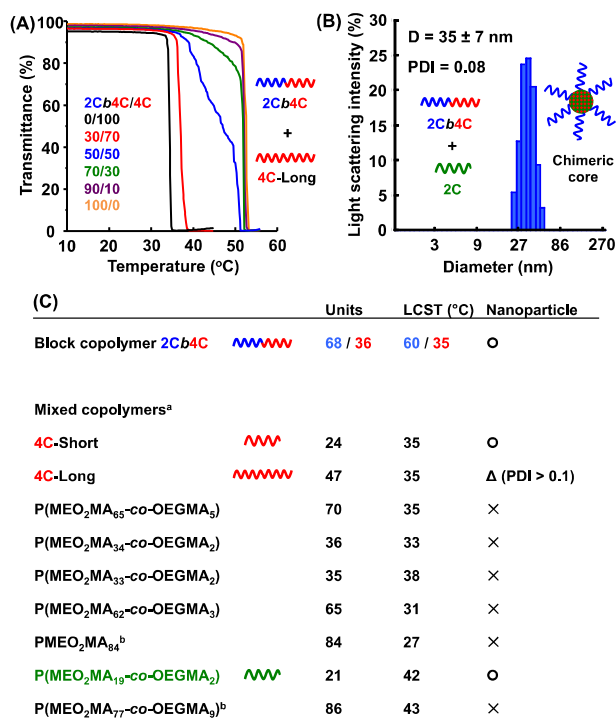 (A)
Transmittance (%)
100
80
60
40
20
0
2Cb4C/4C
0/100
30/70
50/50
70/30
90/10
100/0
2Cb4C
+
4C-Long
10 20 30 40 50 60
Temperature (°C)
(B)
Light scattering intensity (%)
35
30
25
20
15
10
5
0
D = 35 ± 7 nm
PDI = 0.08
2Cb4C
+
2C
Chimeric
core
3 9 27 86 270
Diameter (nm)
(C)
Units LCST (°C) Nanoparticle
Block copolymer 2Cb4C 68 / 36 60 / 35 O
Mixed copolymersᵃ
4C-Short 24 35 O
4C-Long 47 35 Δ (PDI > 0.1)
P(MEO₂MA₆₅-co-OEGMA₅) 70 35 ×
P(MEO₂MA₃₄-co-OEGMA₂) 36 33 ×
P(MEO₂MA₃₃-co-OEGMA₂) 35 38 ×
P(MEO₂MA₆₂-co-OEGMA₃) 65 31 ×
PMEO₂MA₈₄ᵇ 84 27 ×
P(MEO₂MA₁₉-co-OEGMA₂) 21 42 O
P(MEO₂MA₇₇-co-OEGMA₉)ᵇ 86 43 ×